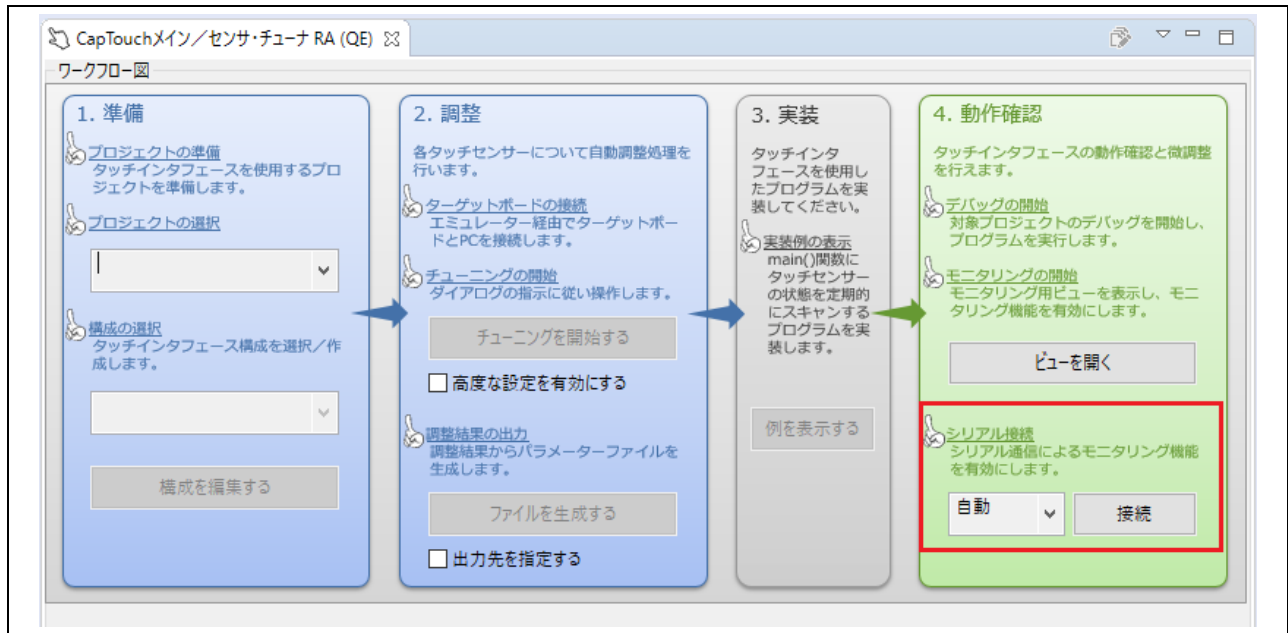 CapTouchメイン／センサ･チューナ RA (QE)
ワークフロー図
1. 準備
プロジェクトの準備
タッチインタフェースを使用するプロ
ジェクトを準備します。
プロジェクトの選択
構成の選択
タッチインタフェース構成を選択／作
成します。
構成を編集する
2. 調整
各タッチセンサーについて自動調整処理を
行います。
ターゲットボードの接続
エミュレーター経由でターゲットボー
ドとPCを接続します。
チューニングの開始
ダイアログの指示に従い操作します。
チューニングを開始する
高度な設定を有効にする
調整結果の出力
調整結果からパラメーターファイルを
生成します。
ファイルを生成する
出力先を指定する
3. 実装
タッチインタ
フェースを使用し
たプログラムを実
装してください。
実装例の表示
main()関数に
タッチセンサー
の状態を定期的
にスキャンする
プログラムを実
装します。
例を表示する
4. 動作確認
タッチインタフェースの動作確認と微調整
を行えます。
デバッグの開始
対象プロジェクトのデバッグを開始し、
プログラムを実行します。
モニタリングの開始
モニタリング用ビューを表示し、モニ
タリング機能を有効にします。
ビューを開く
シリアル接続
シリアル通信によるモニタリング機能
を有効にします。
自動
接続